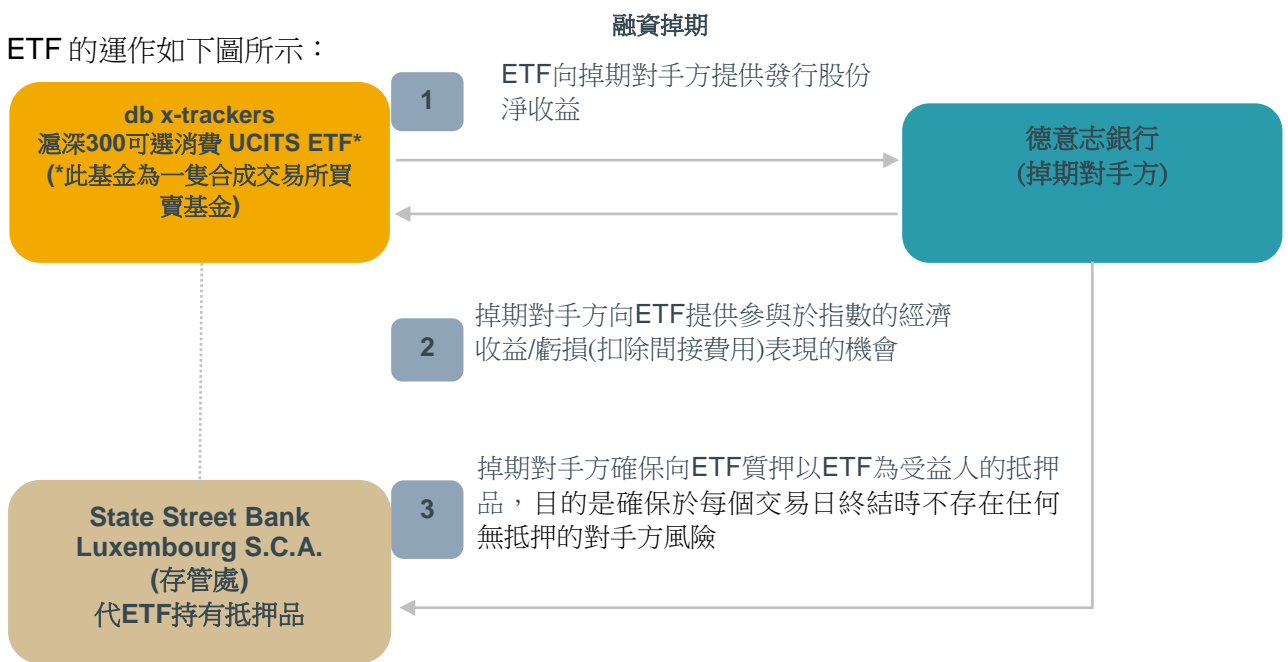 融資掉期
ETF 的運作如下圖所示：
db x-trackers
滬深300可選消費 UCITS ETF*
(*此基金為一隻合成交易所買
賣基金)
1
ETF向掉期對手方提供發行股份
淨收益
德意志銀行
(掉期對手方)
2
掉期對手方向ETF提供參與於指數的經濟
收益/虧損(扣除間接費用)表現的機會
3
掉期對手方確保向ETF質押以ETF為受益人的抵押
品，目的是確保於每個交易日終結時不存在任何
無抵押的對手方風險
State Street Bank
Luxembourg S.C.A.
(存管處)
代ETF持有抵押品